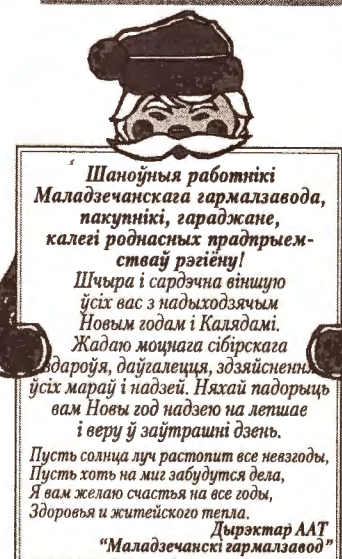 Шаноўныя работнікі
Маладзечанскага гармалзавода,
пакупнікі, гараджане,
калегі роднасных прадпрыем-
стваў рэгіёну!
Шчыра і сардэчна віншую
ўсіх вас з надыходзячым
Новым годам і Калядамі.
Жадаю моцнага сібірскага
здароўя, даўгалецця, здзяйснення
ўсіх мараў і надзей. Няхай падорыць
вам Новы год надзею на лепшае
і веру ў заўтрашні дзень.
Пусть солнца луч растопит все невзгоды,
Пусть хоть на миг забудутся дела,
Я вам желаю счастья на все годы,
Здоровья и житейского тепла.
Дырэктар ААТ
"Маладзечанскі гармалзавод"